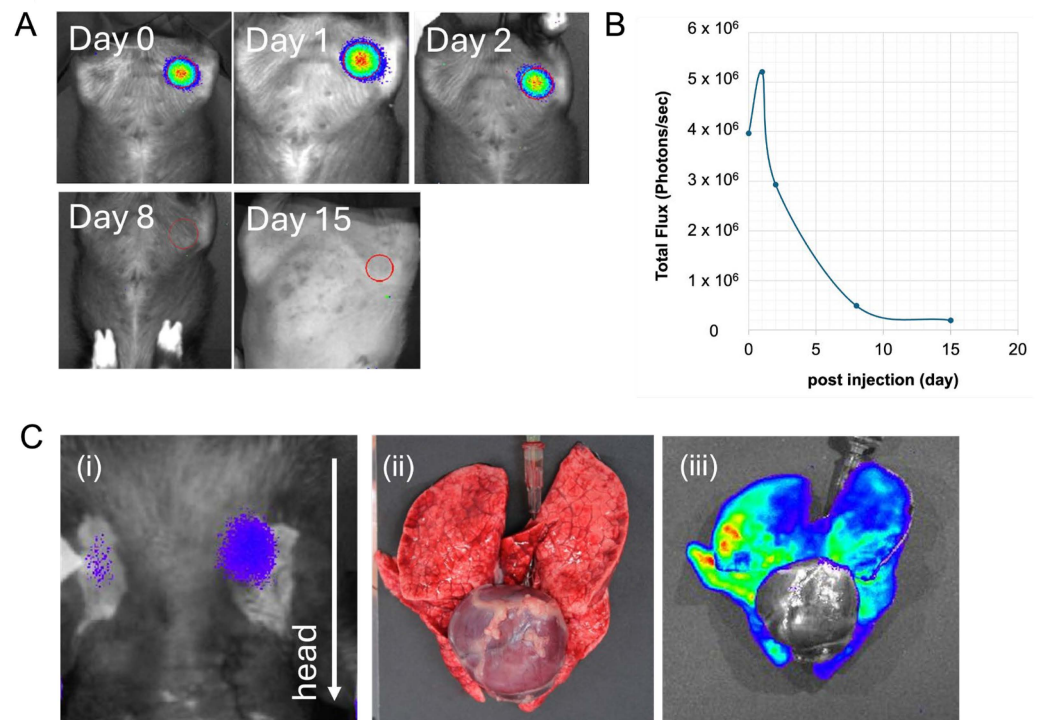 A
Day 0
Day 1
Day 2
Day 8
Day 15
B
6 x 10⁶
5 x 10⁶
4 x 10⁶
3 x 10⁶
2 x 10⁶
1 x 10⁶
0
Total Flux (Photons/sec)
0 5 10 15 20
post injection (day)
C
(i)
head
(ii)
(iii)